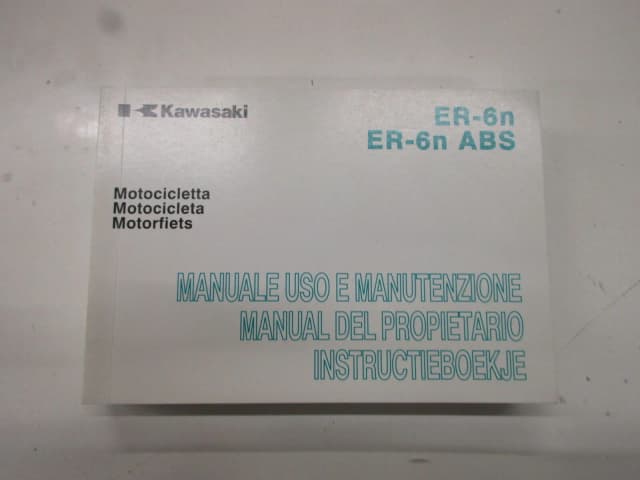 Kawasaki
ER-6n
ER-6n ABS
Motocicletta
Motocicleta
Motorfiets
MANUALE USO E MANUTENZIONE
MANUAL DEL PROPIETARIO
INSTRUCTIEBOEKJE